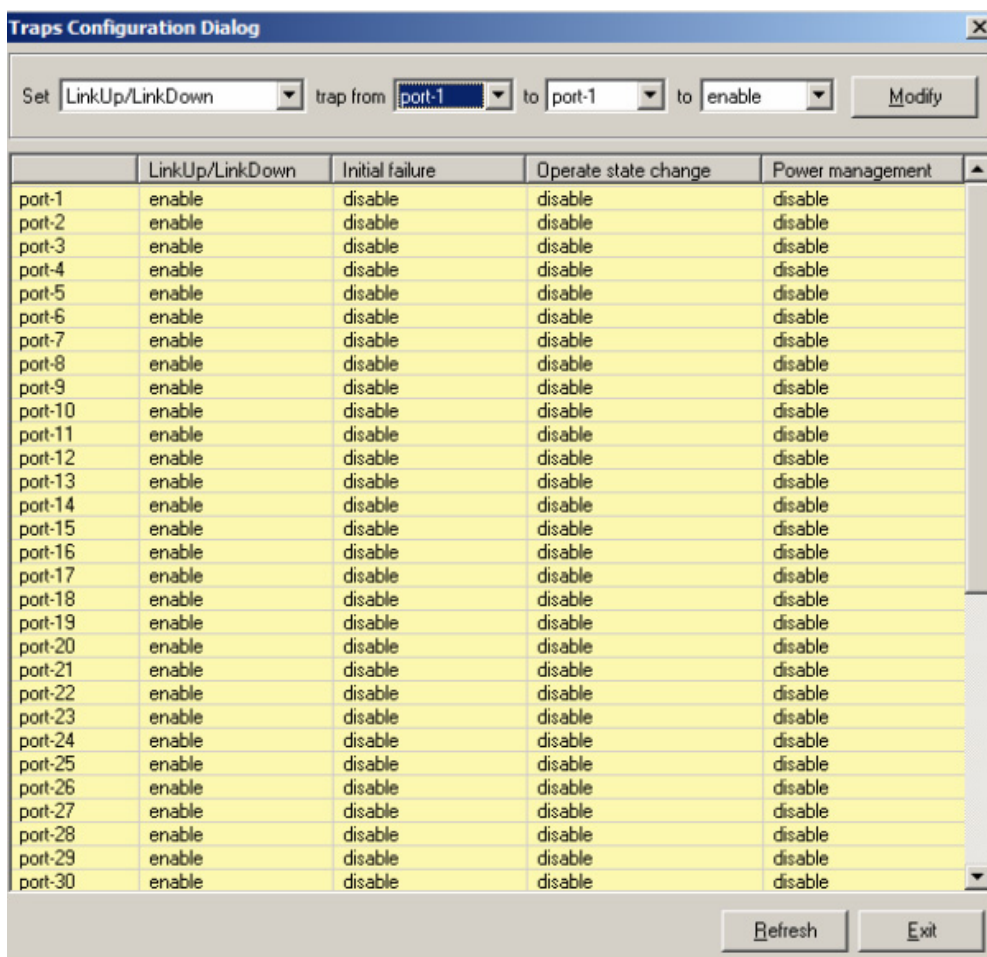 Traps Configuration Dialog
Set LinkUp/LinkDown trap from port-1 to port-1 to enable Modify
LinkUp/LinkDown Initial failure Operate state change Power management
port-1 enable disable disable disable
port-2 enable disable disable disable
port-3 enable disable disable disable
port-4 enable disable disable disable
port-5 enable disable disable disable
port-6 enable disable disable disable
port-7 enable disable disable disable
port-8 enable disable disable disable
port-9 enable disable disable disable
port-10 enable disable disable disable
port-11 enable disable disable disable
port-12 enable disable disable disable
port-13 enable disable disable disable
port-14 enable disable disable disable
port-15 enable disable disable disable
port-16 enable disable disable disable
port-17 enable disable disable disable
port-18 enable disable disable disable
port-19 enable disable disable disable
port-20 enable disable disable disable
port-21 enable disable disable disable
port-22 enable disable disable disable
port-23 enable disable disable disable
port-24 enable disable disable disable
port-25 enable disable disable disable
port-26 enable disable disable disable
port-27 enable disable disable disable
port-28 enable disable disable disable
port-29 enable disable disable disable
port-30 enable disable disable disable
Refresh Exit